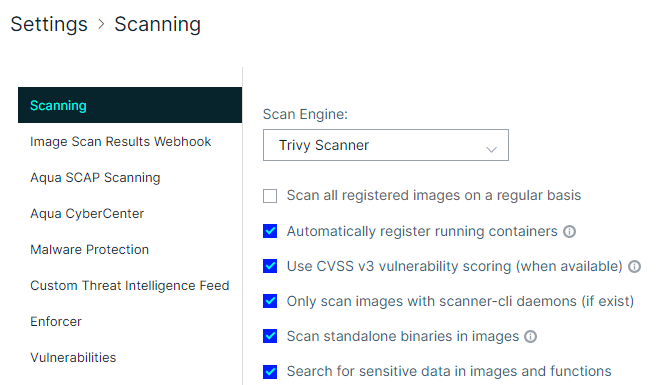 Settings > Scanning
Scanning
Image Scan Results Webhook
Aqua SCAP Scanning
Aqua CyberCenter
Malware Protection
Custom Threat Intelligence Feed
Enforcer
Vulnerabilities
Scan Engine:
Trivy Scanner
Scan all registered images on a regular basis
Automatically register running containers
Use CVSS v3 vulnerability scoring (when available)
Only scan images with scanner-cli daemons (if exist)
Scan standalone binaries in images
Search for sensitive data in images and functions